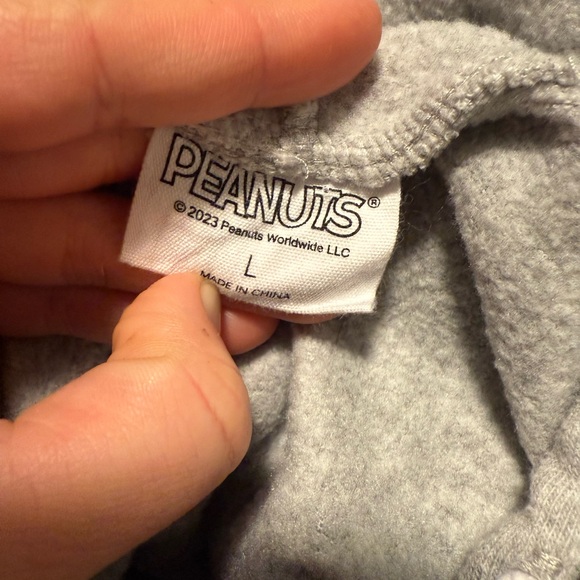 PEANUTS®
© 2023 Peanuts Worldwide LLC
L
MADE IN CHINA